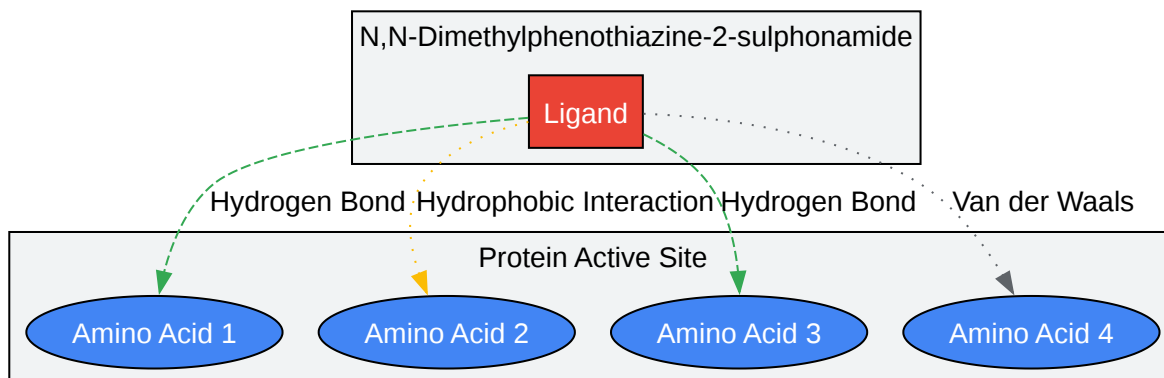 N,N-Dimethylphenothiazine-2-sulphonamide
Ligand
Hydrogen Bond Hydrophobic Interaction Hydrogen Bond Van der Waals
Protein Active Site
Amino Acid 1 Amino Acid 2 Amino Acid 3 Amino Acid 4